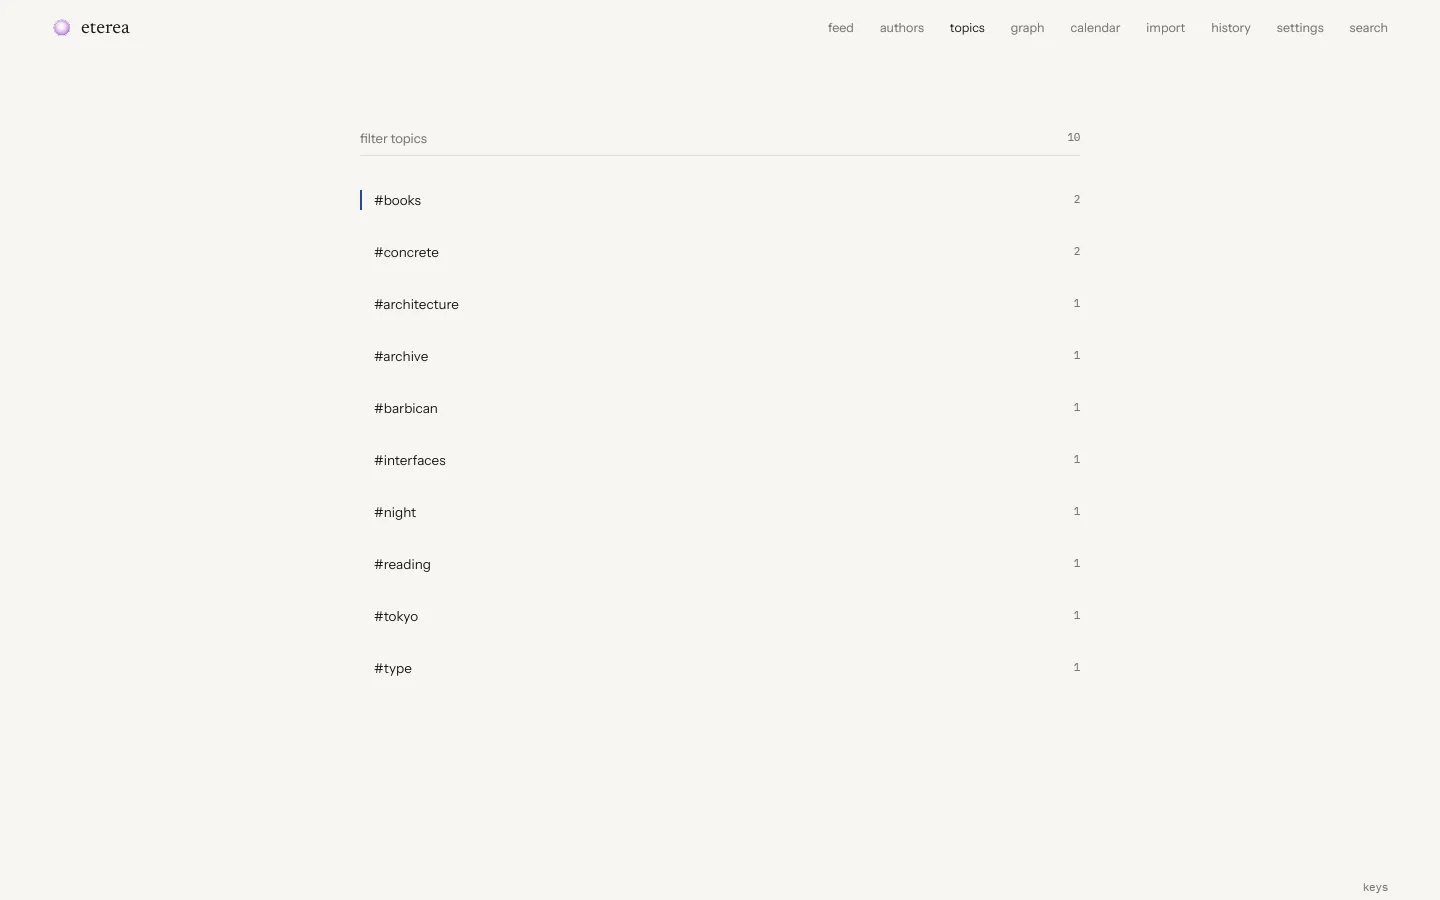 eterea
feed authors topics graph calendar import history settings search
filter topics 10
#books 2
#concrete 2
#architecture 1
#archive 1
#barbican 1
#interfaces 1
#night 1
#reading 1
#tokyo 1
#type 1
keys